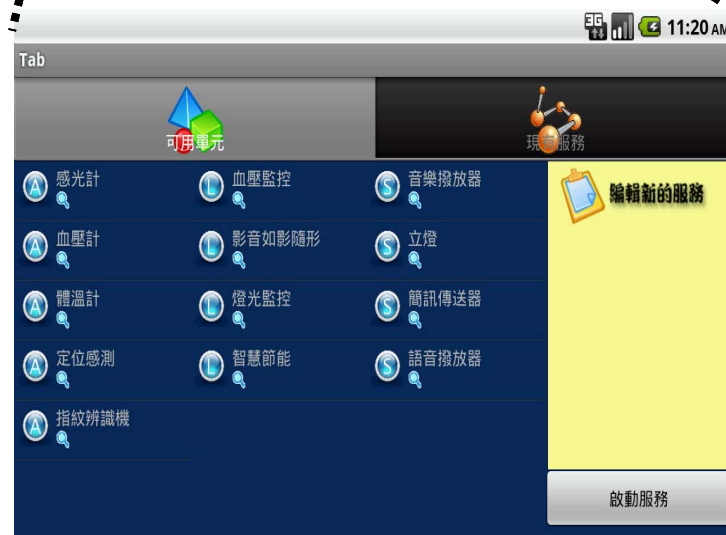 3G 11:20 AM
Tab
可用單元
現有服務
A 感光計
L 血壓監控
S 音樂撥放器
編輯新的服務
A 血壓計
L 影音如影隨形
S 立燈
A 體溫計
L 燈光監控
S 簡訊傳送器
A 定位感測
L 智慧節能
S 語音撥放器
A 指紋辨識機
啟動服務